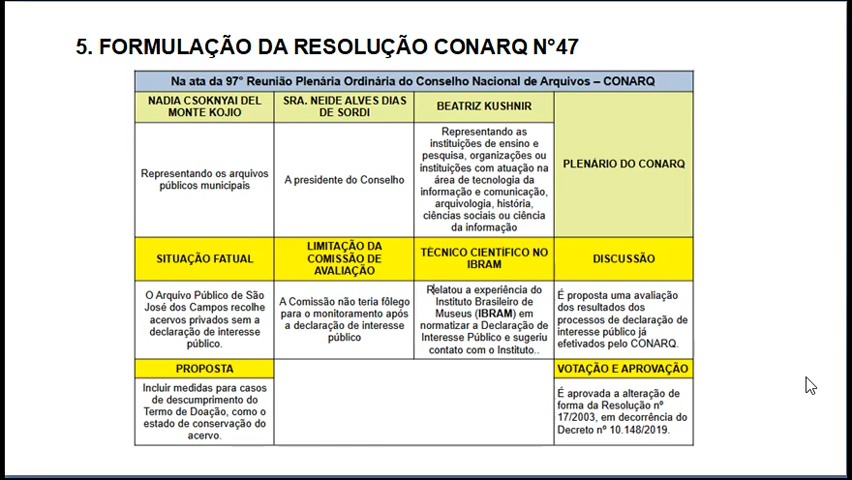 5. FORMULAÇÃO DA RESOLUÇÃO CONARQ N°47
Na ata da 97° Reunião Plenária Ordinária do Conselho Nacional de Arquivos – CONARQ
NADIA CSOKNYAI DEL
MONTE KOJIO
SRA. NEIDE ALVES DIAS
DE SORDI
BEATRIZ KUSHNIR
PLENÁRIO DO CONARQ
Representando os arquivos
públicos municipais
A presidente do Conselho
Representando as
instituições de ensino e
pesquisa, organizações ou
instituições com atuação na
área de tecnologia da
informação e comunicação,
arquivologia, história,
ciências sociais ou ciência
da informação
SITUAÇÃO FATUAL
LIMITAÇÃO DA
COMISSÃO DE
AVALIAÇÃO
TÉCNICO CIENTÍFICO NO
IBRAM
DISCUSSÃO
O Arquivo Público de São
José dos Campos recolhe
acervos privados sem a
declaração de interesse
público.
A Comissão não teria fôlego
para o monitoramento após
a declaração de interesse
público
Relatou a experiência do
Instituto Brasileiro de
Museus (IBRAM) em
normatizar a Declaração de
Interesse Público e sugeriu
contato com o Instituto..
É proposta uma avaliação
dos resultados dos
processos de declaração de
interesse público já
efetivados pelo CONARQ.
PROPOSTA
VOTAÇÃO E APROVAÇÃO
Incluir medidas para casos
de descumprimento do
Termo de Doação, como o
estado de conservação do
acervo.
É aprovada a alteração de
forma da Resolução nº
17/2003, em decorrência do
Decreto nº 10.148/2019.